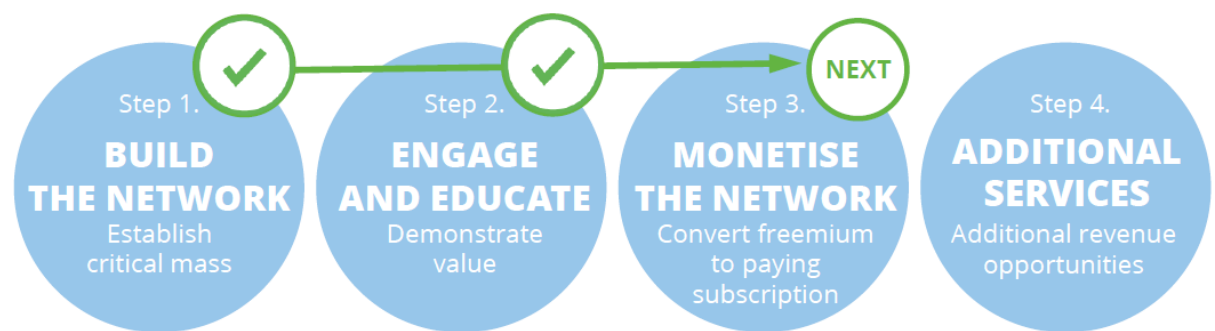 Step 1.
BUILD
THE NETWORK
Establish
critical mass
Step 2.
ENGAGE
AND EDUCATE
Demonstrate
value
NEXT
Step 3.
MONETISE
THE NETWORK
Convert freemium
to paying
subscription
Step 4.
ADDITIONAL
SERVICES
Additional revenue
opportunities